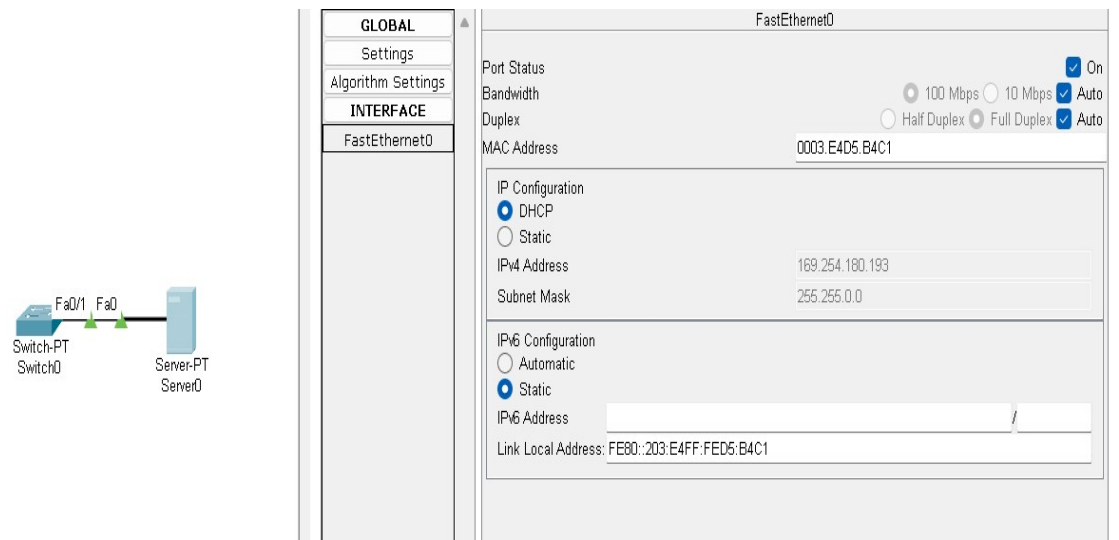 Fa0/1 Fa0
Switch-PT
Switch0
Server-PT
Server0
GLOBAL
Settings
Algorithm Settings
INTERFACE
FastEthernet0
FastEthernet0
Port Status On
Bandwidth 100 Mbps 10 Mbps Auto
Duplex Half Duplex Full Duplex Auto
MAC Address 0003.E4D5.B4C1
IP Configuration
DHCP
Static
IPv4 Address 169.254.180.193
Subnet Mask 255.255.0.0
IPv6 Configuration
Automatic
Static
IPv6 Address /
Link Local Address: FE80::203:E4FF:FED5:B4C1